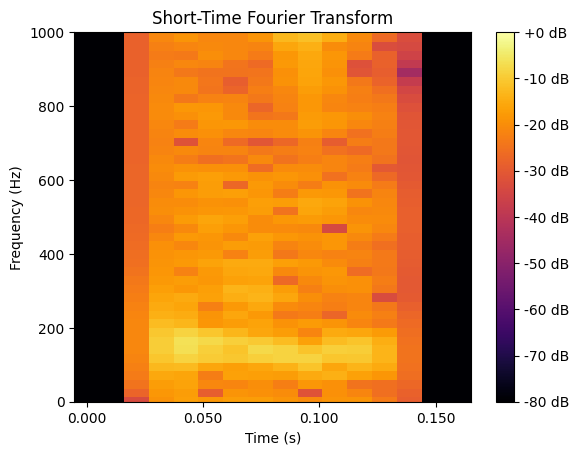 Short-Time Fourier Transform
1000
800
600
400
200
0
Frequency (Hz)
0.000
0.050
0.100
0.150
Time (s)
+0 dB
-10 dB
-20 dB
-30 dB
-40 dB
-50 dB
-60 dB
-70 dB
-80 dB